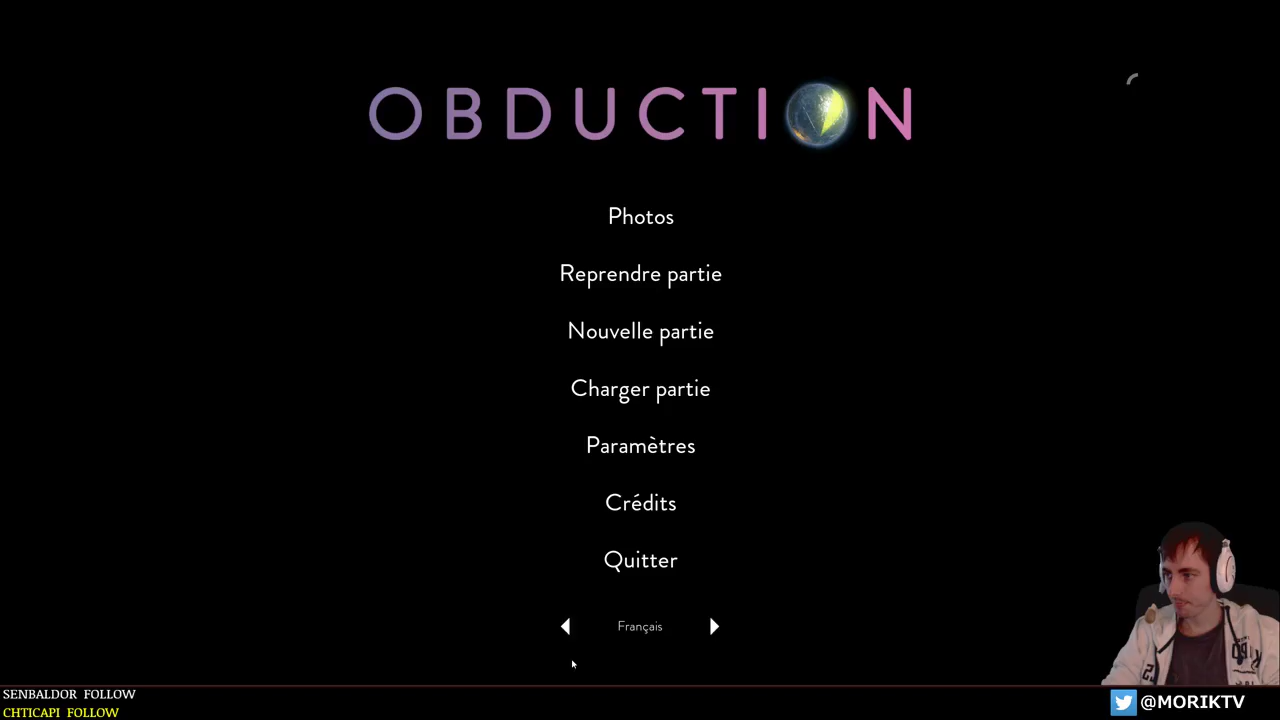 OBDUCTION
Photos
Reprendre partie
Nouvelle partie
Charger partie
Paramètres
Crédits
Quitter
Français
SENBALDOR FOLLOW
CHTICAPI FOLLOW
@MORIKTV